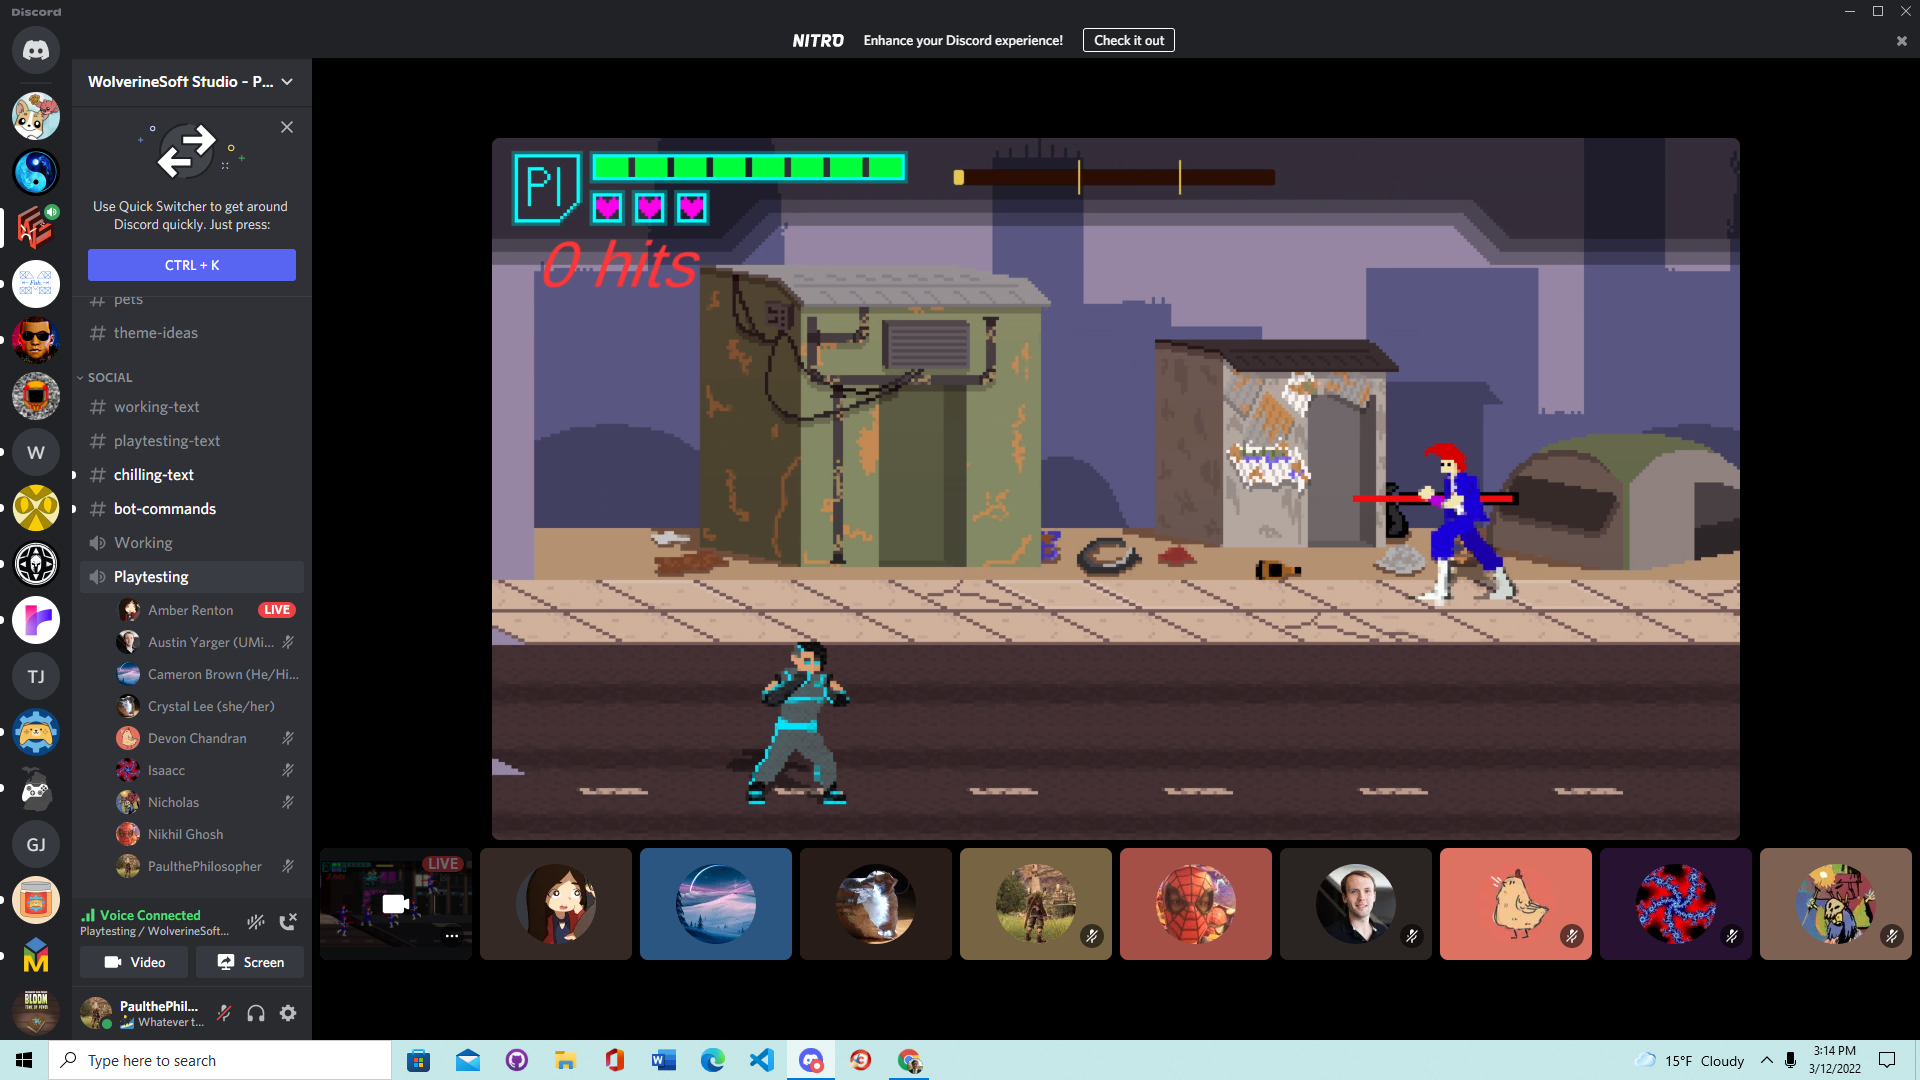 Discord
NITRO Enhance your Discord experience! Check it out
WolverineSoft Studio - P...
Use Quick Switcher to get around
Discord quickly. Just press:
CTRL + K
pets
theme-ideas
SOCIAL
working-text
playtesting-text
chilling-text
bot-commands
Working
Playtesting
Amber Renton LIVE
Austin Yarger (UMi...
Cameron Brown (He/Hi...
Crystal Lee (she/her)
Devon Chandran
Isaacc
Nicholas
Nikhil Ghosh
PaulthePhilosopher
Voice Connected
Playtesting / WolverineSoft...
Video Screen
PaulthePhil...
Whatever t...
W
TJ
GJ
BLOOM
P1
0 hits
LIVE
Type here to search
15°F Cloudy
3:14 PM
3/12/2022